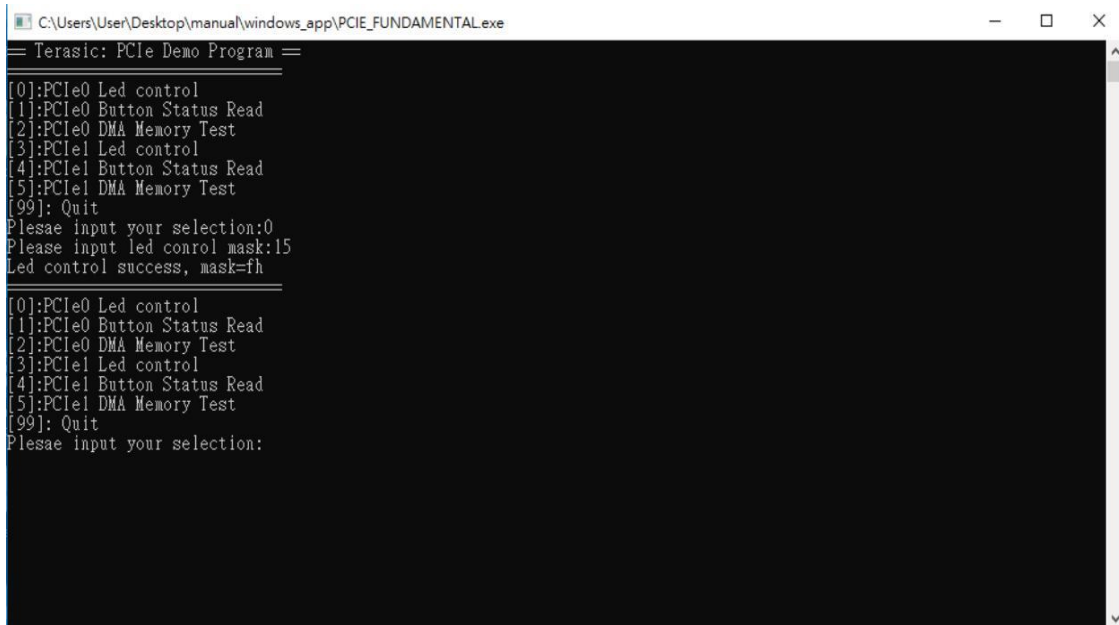 C:\Users\User\Desktop\manual\windows_app\PCIE_FUNDAMENTAL.exe
== Terasic: PCIe Demo Program ==
==============================
[0]:PCIe0 Led control
[1]:PCIe0 Button Status Read
[2]:PCIe0 DMA Memory Test
[3]:PCIe1 Led control
[4]:PCIe1 Button Status Read
[5]:PCIe1 DMA Memory Test
[99]: Quit
Plesae input your selection:0
Please input led conrol mask:15
Led control success, mask=fh
==============================
[0]:PCIe0 Led control
[1]:PCIe0 Button Status Read
[2]:PCIe0 DMA Memory Test
[3]:PCIe1 Led control
[4]:PCIe1 Button Status Read
[5]:PCIe1 DMA Memory Test
[99]: Quit
Plesae input your selection: